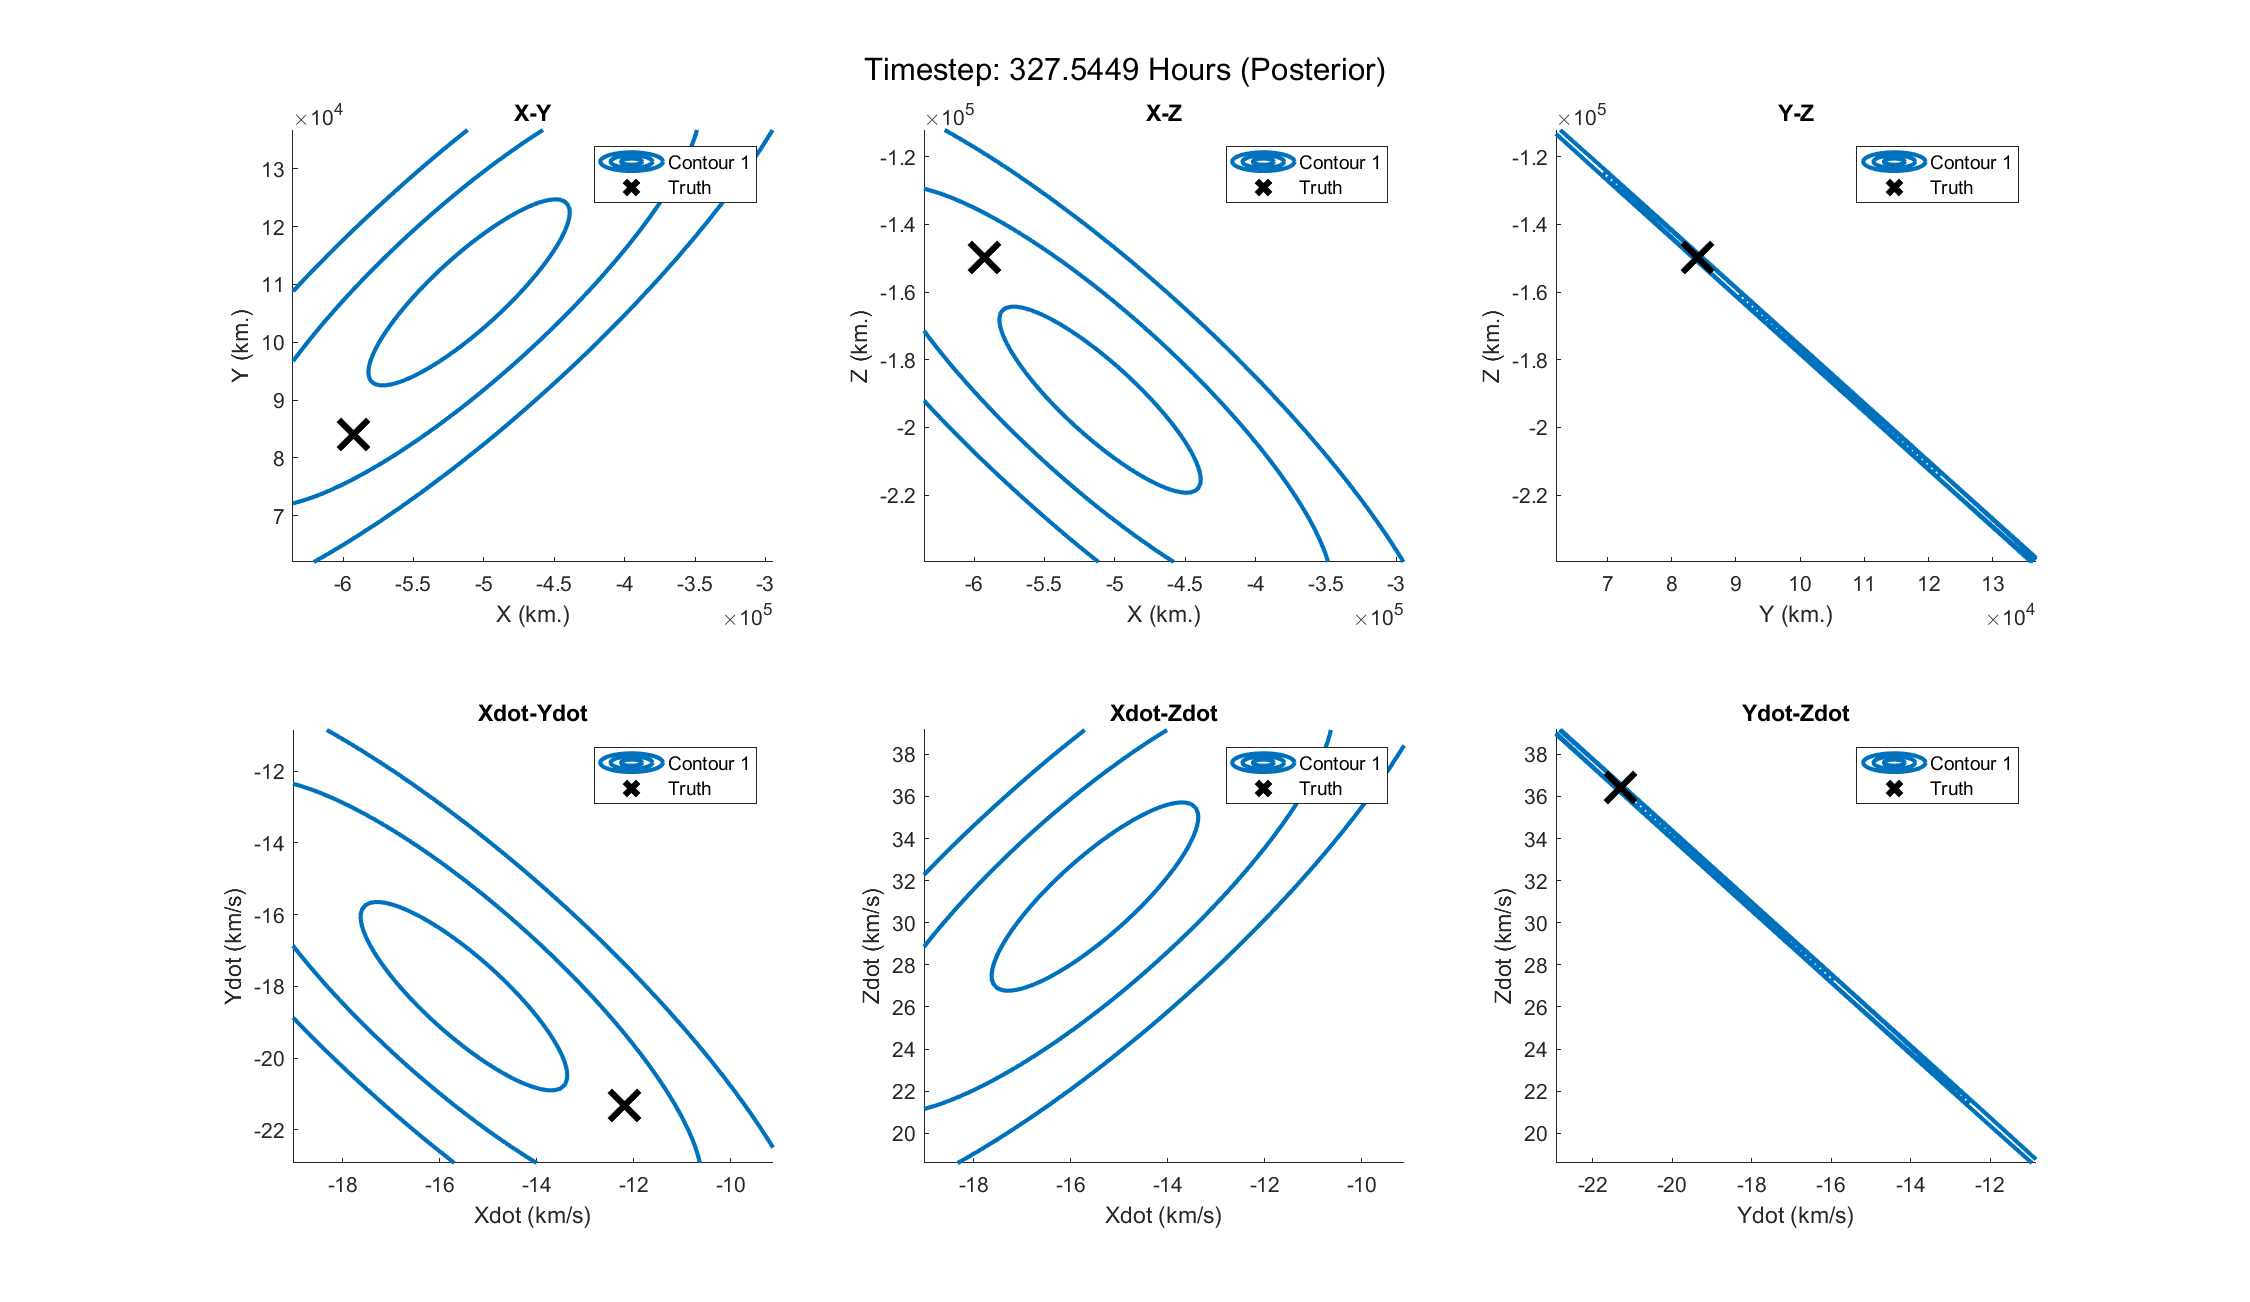 Timestep: 327.5449 Hours (Posterior)
X-Y
×10^4
13
12
11
10
9
8
7
Y (km.)
-6 -5.5 -5 -4.5 -4 -3.5 -3
X (km.)
×10^5
Contour 1
Truth
X-Z
×10^5
-1.2
-1.4
-1.6
-1.8
-2
-2.2
Z (km.)
-6 -5.5 -5 -4.5 -4 -3.5 -3
X (km.)
×10^5
Contour 1
Truth
Y-Z
×10^5
-1.2
-1.4
-1.6
-1.8
-2
-2.2
Z (km.)
7 8 9 10 11 12 13
Y (km.)
×10^4
Contour 1
Truth
Xdot-Ydot
-12
-14
-16
-18
-20
-22
Ydot (km/s)
-18 -16 -14 -12 -10
Xdot (km/s)
Contour 1
Truth
Xdot-Zdot
38
36
34
32
30
28
26
24
22
20
Zdot (km/s)
-18 -16 -14 -12 -10
Xdot (km/s)
Contour 1
Truth
Ydot-Zdot
38
36
34
32
30
28
26
24
22
20
Zdot (km/s)
-22 -20 -18 -16 -14 -12
Ydot (km/s)
Contour 1
Truth